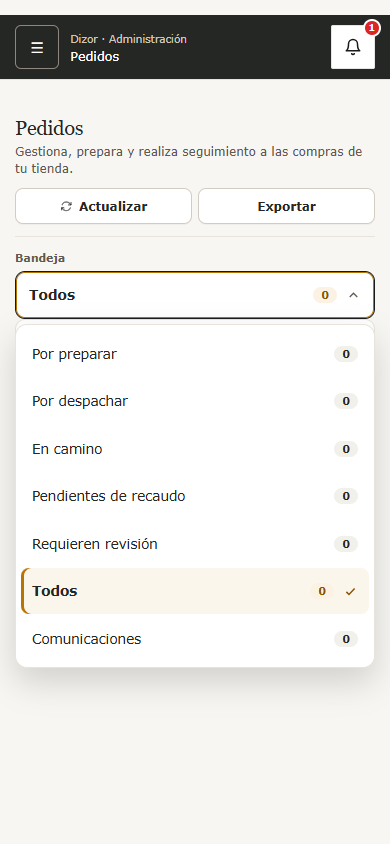 Dizor · Administración
Pedidos
1
Pedidos
Gestiona, prepara y realiza seguimiento a las compras de
tu tienda.
Actualizar
Exportar
Bandeja
Todos 0
Por preparar 0
Por despachar 0
En camino 0
Pendientes de recaudo 0
Requieren revisión 0
Todos 0
Comunicaciones 0